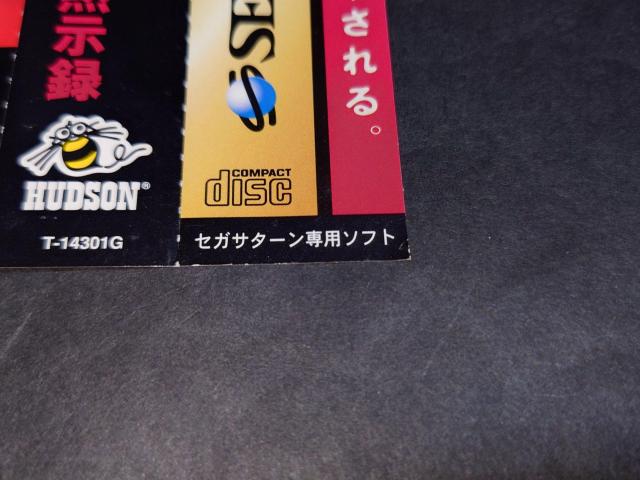 示録
HUDSON®
T-14301G
SE
COMPACT
disc
セガサターン専用ソフト
される。